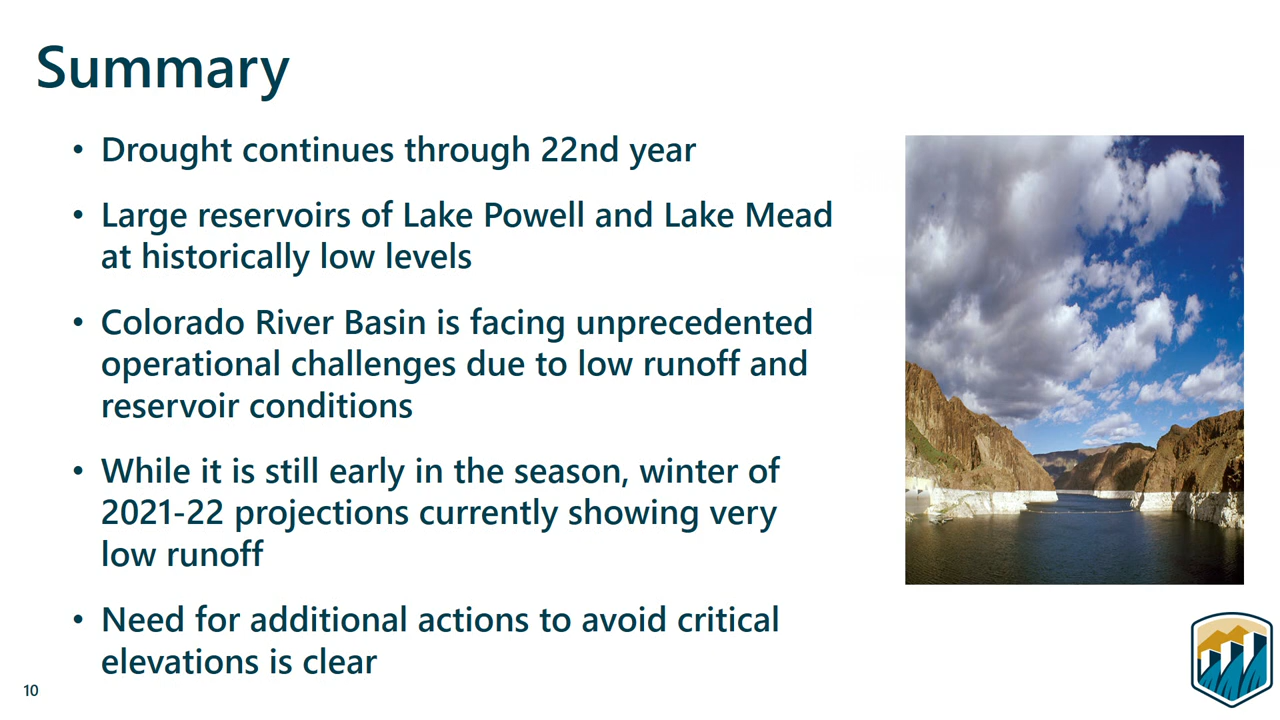 Summary
• Drought continues through 22nd year
• Large reservoirs of Lake Powell and Lake Mead
at historically low levels
• Colorado River Basin is facing unprecedented
operational challenges due to low runoff and
reservoir conditions
• While it is still early in the season, winter of
2021-22 projections currently showing very
low runoff
• Need for additional actions to avoid critical
elevations is clear
10